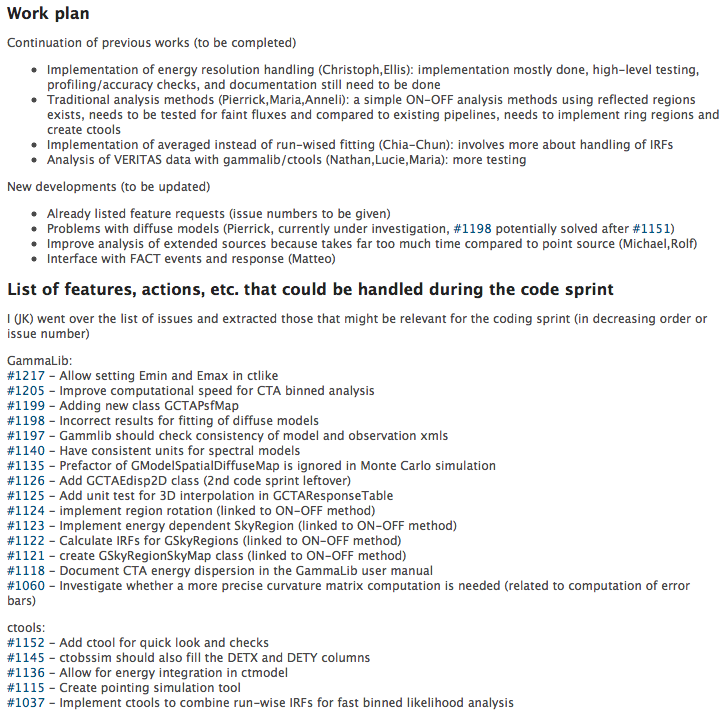 Work plan
Continuation of previous works (to be completed)
• Implementation of energy resolution handling (Christoph,Ellis): implementation mostly done, high-level testing,
profiling/accuracy checks, and documentation still need to be done
• Traditional analysis methods (Pierrick,Maria,Anneli): a simple ON-OFF analysis methods using reflected regions
exists, needs to be tested for faint fluxes and compared to existing pipelines, needs to implement ring regions and
create ctools
• Implementation of averaged instead of run-wised fitting (Chia-Chun): involves more about handling of IRFs
• Analysis of VERITAS data with gammalib/ctools (Nathan,Lucie,Maria): more testing
New developments (to be updated)
• Already listed feature requests (issue numbers to be given)
• Problems with diffuse models (Pierrick, currently under investigation, #1198 potentially solved after #1151)
• Improve analysis of extended sources because takes far too much time compared to point source (Michael,Rolf)
• Interface with FACT events and response (Matteo)
List of features, actions, etc. that could be handled during the code sprint
I (JK) went over the list of issues and extracted those that might be relevant for the coding sprint (in decreasing order or
issue number)
GammaLib:
#1217 – Allow setting Emin and Emax in ctlike
#1205 – Improve computational speed for CTA binned analysis
#1199 – Adding new class GCTAPsfMap
#1198 – Incorrect results for fitting of diffuse models
#1197 – Gammlib should check consistency of model and observation xmls
#1140 – Have consistent units for spectral models
#1135 – Prefactor of GModelSpatialDiffuseMap is ignored in Monte Carlo simulation
#1126 – Add GCTAEdisp2D class (2nd code sprint leftover)
#1125 – Add unit test for 3D interpolation in GCTAResponseTable
#1124 – implement region rotation (linked to ON-OFF method)
#1123 – Implement energy dependent SkyRegion (linked to ON-OFF method)
#1122 – Calculate IRFs for GSkyRegions (linked to ON-OFF method)
#1121 – create GSkyRegionSkyMap class (linked to ON-OFF method)
#1118 – Document CTA energy dispersion in the GammaLib user manual
#1060 – Investigate whether a more precise curvature matrix computation is needed (related to computation of error
bars)
ctools:
#1152 – Add ctool for quick look and checks
#1145 – ctobssim should also fill the DETX and DETY columns
#1136 – Allow for energy integration in ctmodel
#1115 – Create pointing simulation tool
#1037 – Implement ctools to combine run-wise IRFs for fast binned likelihood analysis